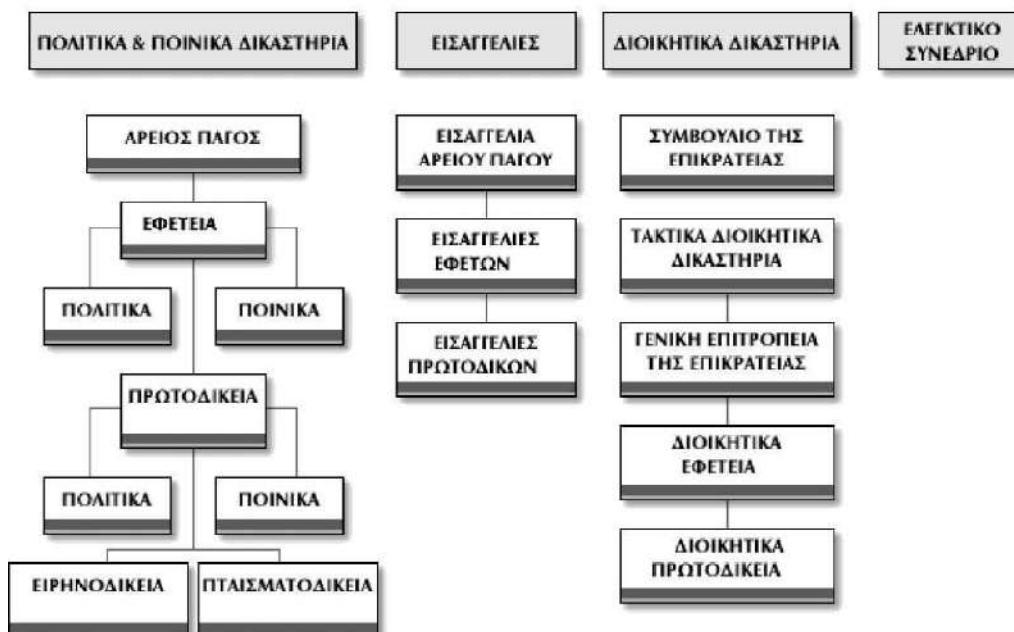 ΠΟΛΙΤΙΚΑ & ΠΟΙΝΙΚΑ ΔΙΚΑΣΤΗΡΙΑ
ΑΡΕΙΟΣ ΠΑΓΟΣ
ΕΦΕΤΕΙΑ
ΠΟΛΙΤΙΚΑ
ΠΟΙΝΙΚΑ
ΠΡΩΤΟΔΙΚΕΙΑ
ΠΟΛΙΤΙΚΑ
ΠΟΙΝΙΚΑ
ΕΙΡΗΝΟΔΙΚΕΙΑ
ΠΤΑΙΣΜΑΤΟΔΙΚΕΙΑ
ΕΙΣΑΓΓΕΛΙΕΣ
ΕΙΣΑΓΓΕΛΙΑ
ΑΡΕΙΟΥ ΠΑΓΟΥ
ΕΙΣΑΓΓΕΛΙΕΣ
ΕΦΕΤΩΝ
ΕΙΣΑΓΓΕΛΙΕΣ
ΠΡΩΤΟΔΙΚΩΝ
ΔΙΟΙΚΗΤΙΚΑ ΔΙΚΑΣΤΗΡΙΑ
ΣΥΜΒΟΥΛΙΟ ΤΗΣ
ΕΠΙΚΡΑΤΕΙΑΣ
ΤΑΚΤΙΚΑ ΔΙΟΙΚΗΤΙΚΑ
ΔΙΚΑΣΤΗΡΙΑ
ΓΕΝΙΚΗ ΕΠΙΤΡΟΠΕΙΑ
ΤΗΣ ΕΠΙΚΡΑΤΕΙΑΣ
ΔΙΟΙΚΗΤΙΚΑ
ΕΦΕΤΕΙΑ
ΔΙΟΙΚΗΤΙΚΑ
ΠΡΩΤΟΔΙΚΕΙΑ
ΕΛΕΓΚΤΙΚΟ
ΣΥΝΕΔΡΙΟ